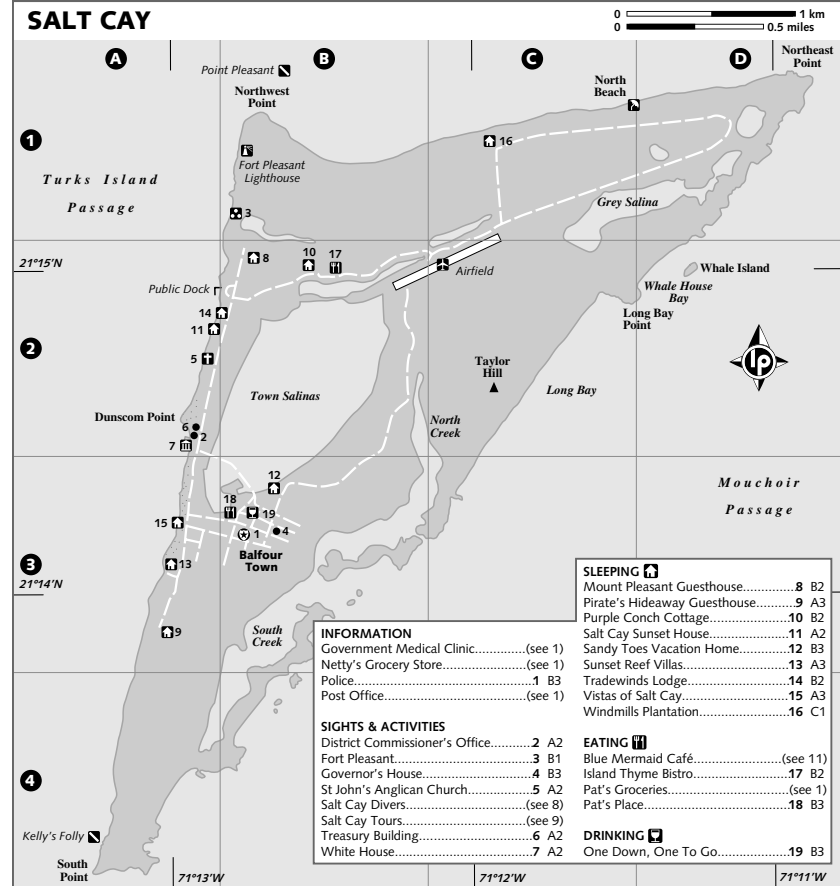 SALT CAY
0 1 km
0 0.5 miles
A B C D
Point Pleasant
Northwest
Point
North
Beach
Northeast
Point
1
16
Fort Pleasant
Lighthouse
Turks Island
Passage
3
Grey Salina
8
10
17
21°15'N
Airfield
Whale Island
Public Dock
Whale House
Bay
Long Bay
Point
14
11
2
5
Taylor
Hill
lp
Town Salinas
Long Bay
Dunscom Point
6
2
7
North
Creek
12
Mouchoir
Passage
18
19
15
1
4
Balfour
Town
3
13
21°14'N
9
South
Creek
4
Kelly's Folly
South
Point
71°13'W
71°12'W
71°11'W
INFORMATION
Government Medical Clinic.............(see 1)
Netty's Grocery Store......................(see 1)
Police...............................................1 B3
Post Office.......................................(see 1)
SIGHTS & ACTIVITIES
District Commissioner's Office.........2 A2
Fort Pleasant....................................3 B1
Governor's House............................4 B3
St John's Anglican Church...............5 A2
Salt Cay Divers.................................(see 8)
Salt Cay Tours..................................(see 9)
Treasury Building.............................6 A2
White House....................................7 A2
SLEEPING
Mount Pleasant Guesthouse.............8 B2
Pirate's Hideaway Guesthouse.........9 A3
Purple Conch Cottage....................10 B2
Salt Cay Sunset House...................11 A2
Sandy Toes Vacation Home............12 B3
Sunset Reef Villas...........................13 A3
Tradewinds Lodge..........................14 B2
Vistas of Salt Cay...........................15 A3
Windmills Plantation......................16 C1
EATING
Blue Mermaid Café....................(see 11)
Island Thyme Bistro........................17 B2
Pat's Groceries............................(see 1)
Pat's Place......................................18 B3
DRINKING
One Down, One To Go..................19 B3